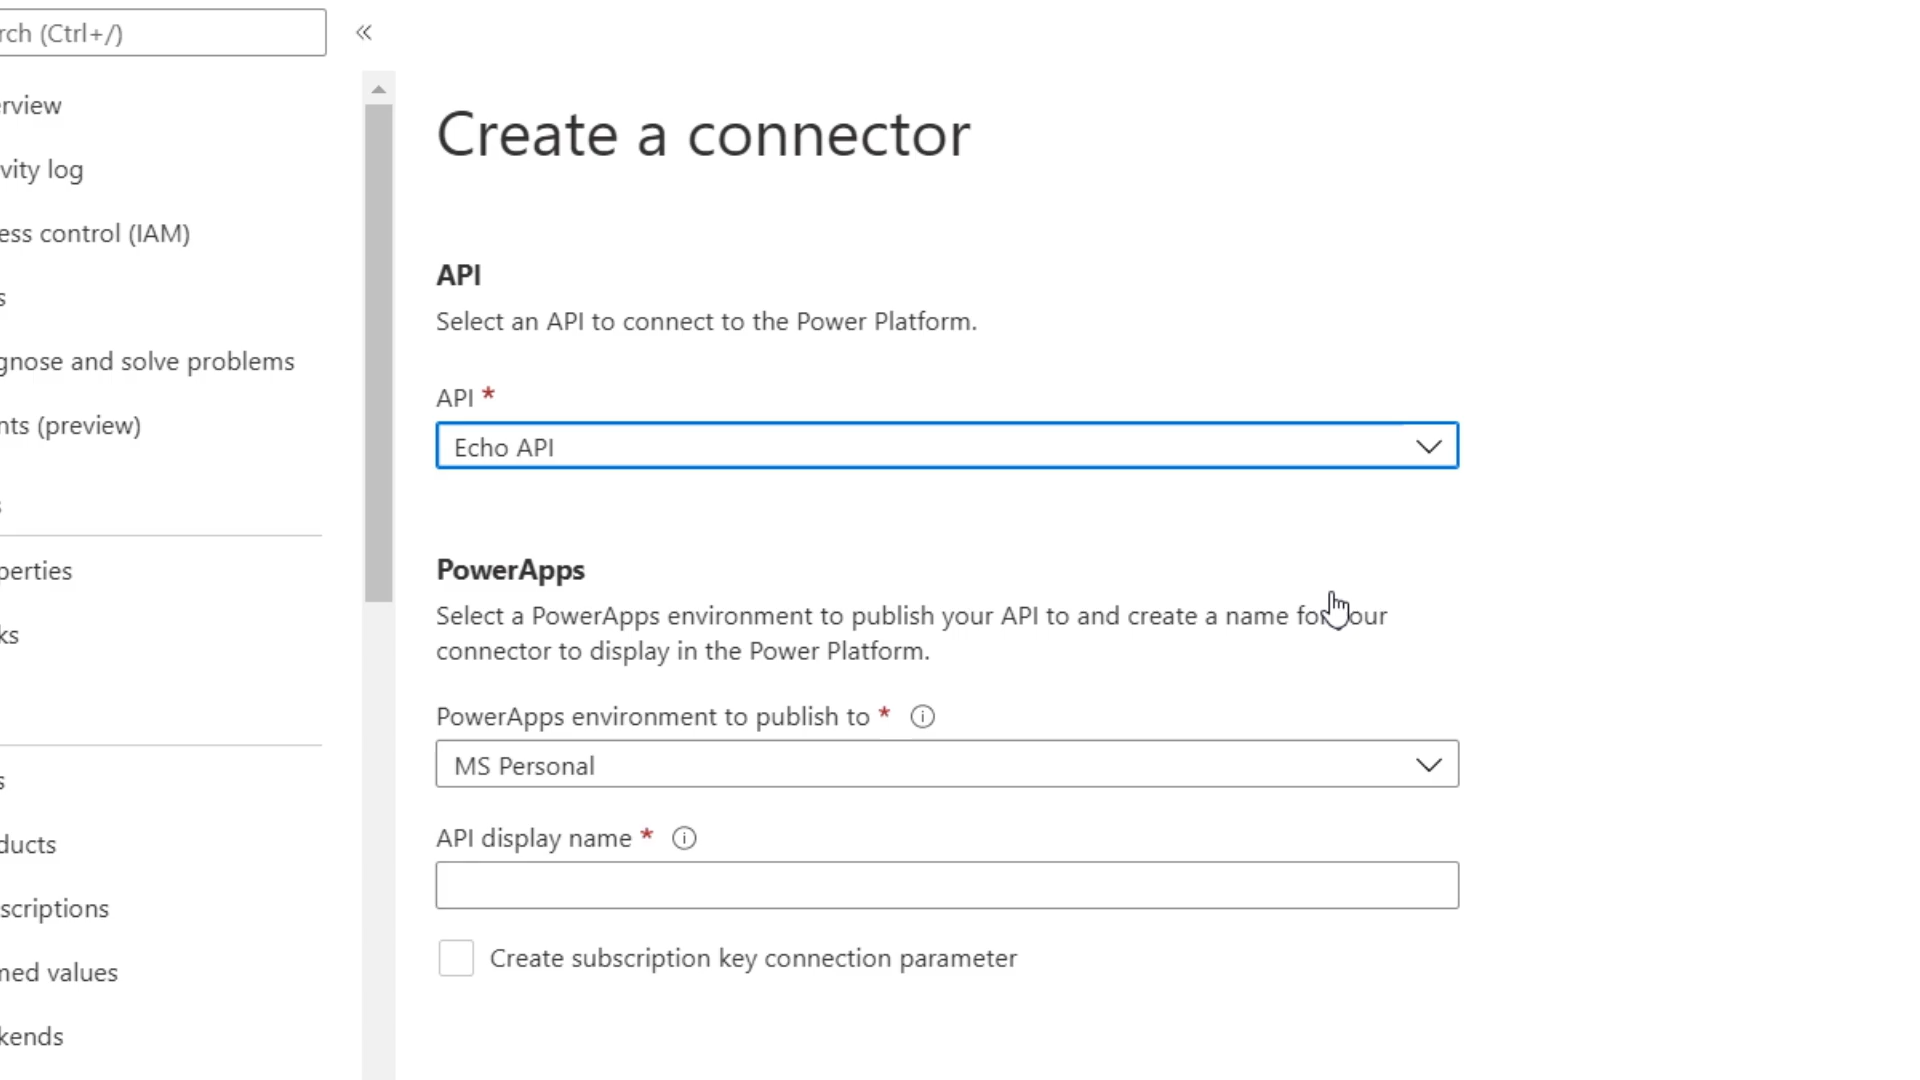 rch (Ctrl+/)
«
rview
vity log
ess control (IAM)
s
gnose and solve problems
nts (preview)
s
perties
ks
s
ducts
scriptions
med values
kends
Create a connector
API
Select an API to connect to the Power Platform.
API *
Echo API
PowerApps
Select a PowerApps environment to publish your API to and create a name for your
connector to display in the Power Platform.
PowerApps environment to publish to *
MS Personal
API display name *
Create subscription key connection parameter